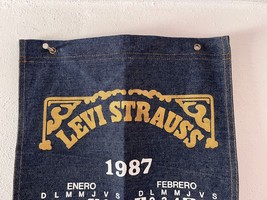 LEVI STRAUSS
1987
ENERO FEBRERO
D L M M J V S D L M M J V S